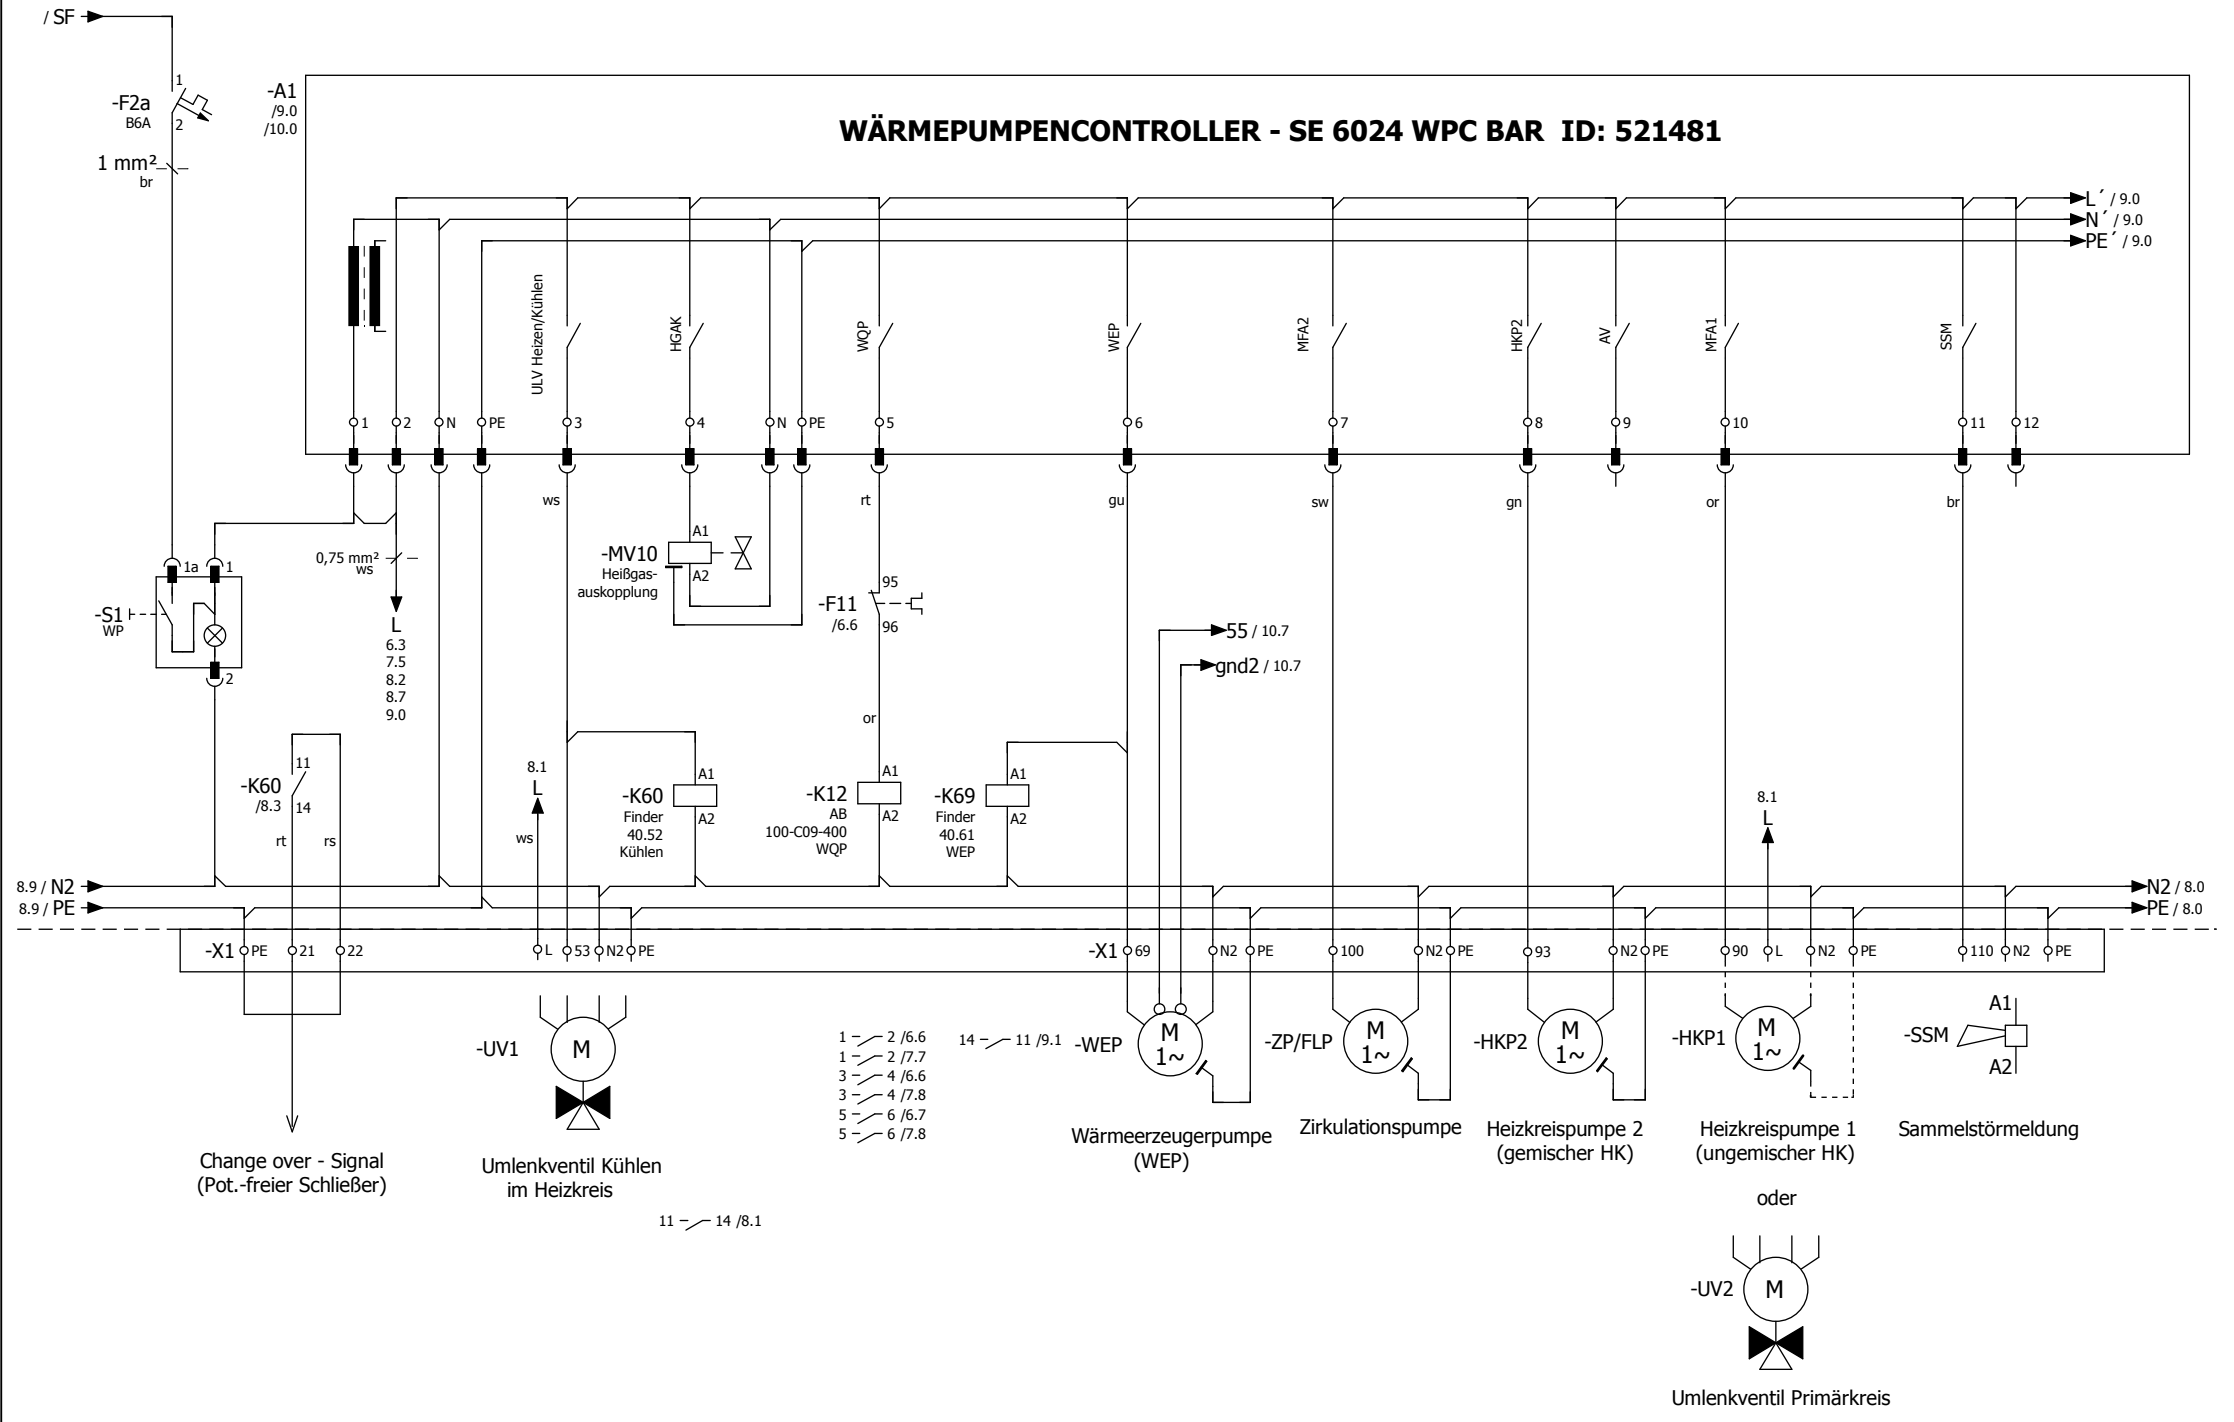 / SF
1
-F2a
B6A
2
1 mm²
br
-A1
/9.0
/10.0
WÄRMEPUMPENCONTROLLER - SE 6024 WPC BAR  ID: 521481
L´ / 9.0
N´ / 9.0
PE´ / 9.0
ULV Heizen/Kühlen
HGAK
WQP
WEP
MFA2
HKP2
AV
MFA1
SSM
1
2
N
PE
3
4
N
PE
5
6
7
8
9
10
11
12
ws
rt
gu
sw
gn
or
br
0,75 mm²
ws
1a
1
-S1
WP
2
L
6.3
7.5
8.2
8.7
9.0
A1
-MV10
Heißgas-
auskopplung
A2
95
-F11
/6.6
96
or
55 / 10.7
gnd2 / 10.7
11
-K60
/8.3
14
rt
rs
8.1
L
ws
A1
-K60
Finder
40.52
Kühlen
A2
A1
-K12
AB
100-C09-400
WQP
A2
A1
-K69
Finder
40.61
WEP
A2
8.1
L
8.9 / N2
8.9 / PE
N2 / 8.0
PE / 8.0
-X1
PE
21
22
L
53
N2
PE
-X1
69
N2
PE
100
N2
PE
93
N2
PE
90
L
N2
PE
110
N2
PE
-UV1
M
1 2 /6.6
1 2 /7.7
3 4 /6.6
3 4 /7.8
5 6 /6.7
5 6 /7.8
14 11 /9.1
-WEP
M
1~
-ZP/FLP
M
1~
-HKP2
M
1~
-HKP1
M
1~
A1
-SSM
A2
Change over - Signal
(Pot.-freier Schließer)
Umlenkventil Kühlen
im Heizkreis
11 14 /8.1
Wärmeerzeugerpumpe
(WEP)
Zirkulationspumpe
Heizkreispumpe 2
(gemischer HK)
Heizkreispumpe 1
(ungemischer HK)
Sammelstörmeldung
oder
-UV2
M
Umlenkventil Primärkreis